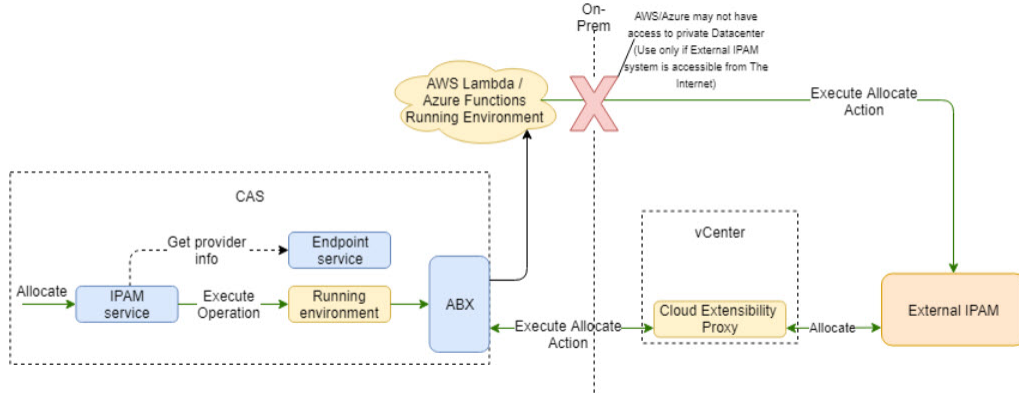 On-
Prem
AWS/Azure may not have
access to private Datacenter
(Use only if External IPAM
system is accessible from The
Internet)
AWS Lambda /
Azure Functions
Running Environment
Execute Allocate
Action
CAS
Get provider
info
Endpoint
service
vCenter
Allocate
IPAM
service
Execute
Operation
Running
environment
ABX
Execute Allocate
Action
Cloud Extensibility
Proxy
Allocate
External IPAM